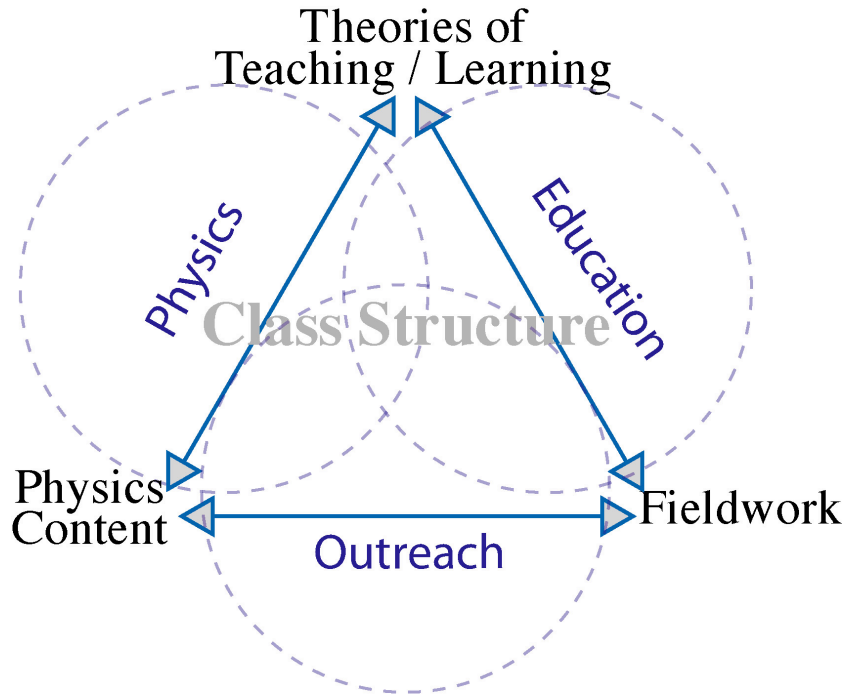 Theories of
Teaching / Learning
Physics
Education
Class Structure
Physics
Content
Fieldwork
Outreach